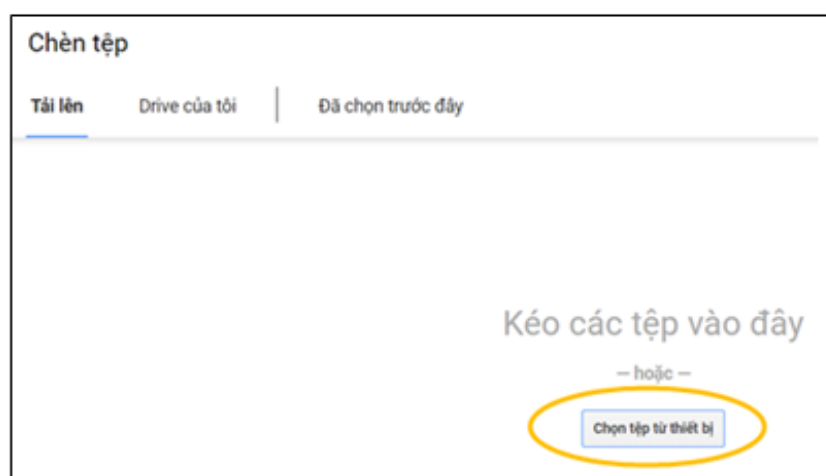 Chèn tệp
Tải lên Drive của tôi Đã chọn trước đây
Kéo các tệp vào đây
— hoặc —
Chọn tệp từ thiết bị